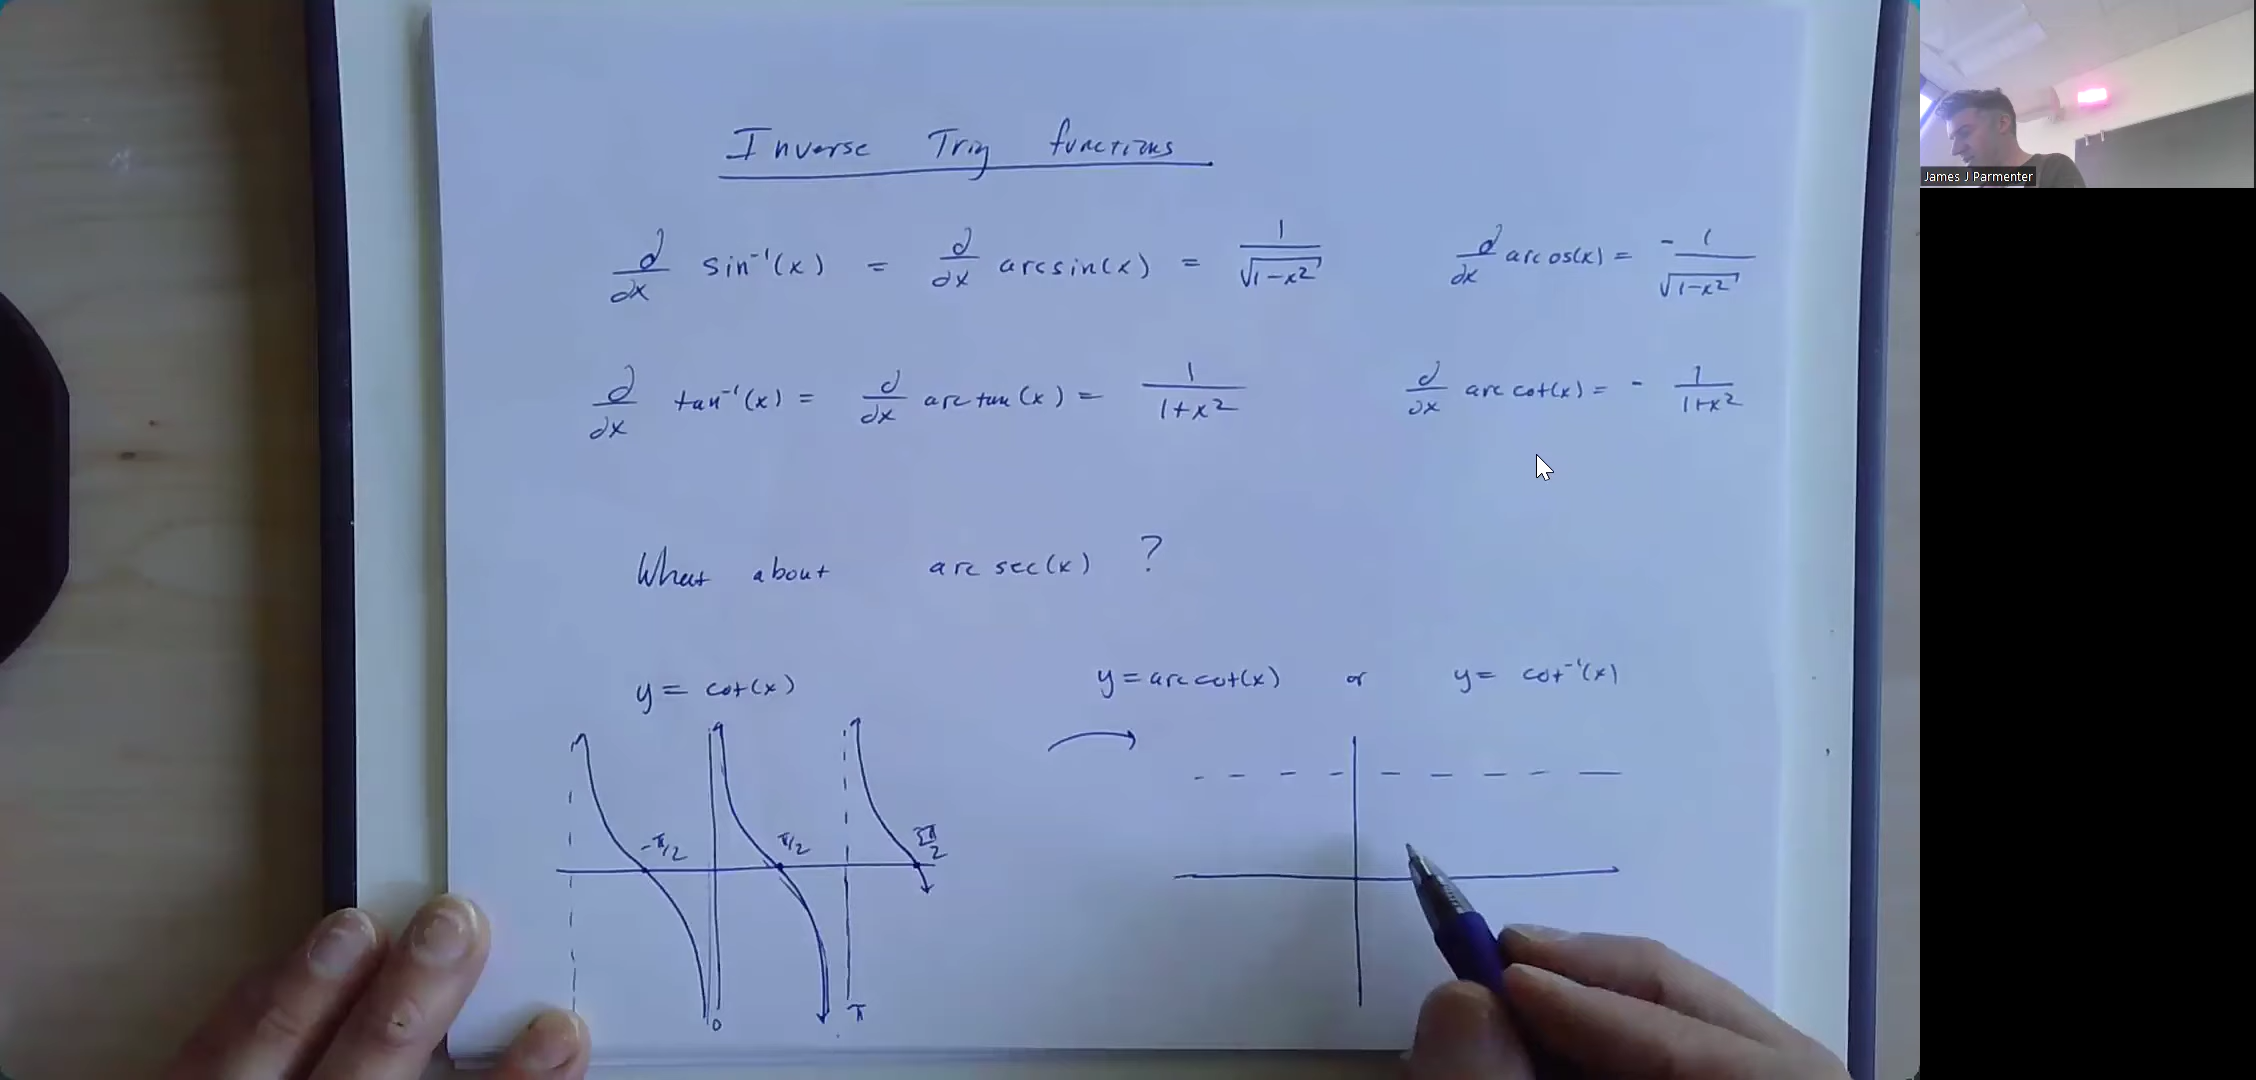 Inverse Trig functions
d/dx sin⁻¹(x) = d/dx arcsin(x) = 1/√(1-x²)
d/dx arccos(x) = - 1/√(1-x²)
d/dx tan⁻¹(x) = d/dx arctan(x) = 1/(1+x²)
d/dx arccot(x) = - 1/(1+x²)
What about arcsec(x) ?
y = cot(x)
y = arccot(x) or y = cot⁻¹(x)
-π/2 π/2 3π/2
0 π
James J Parmenter